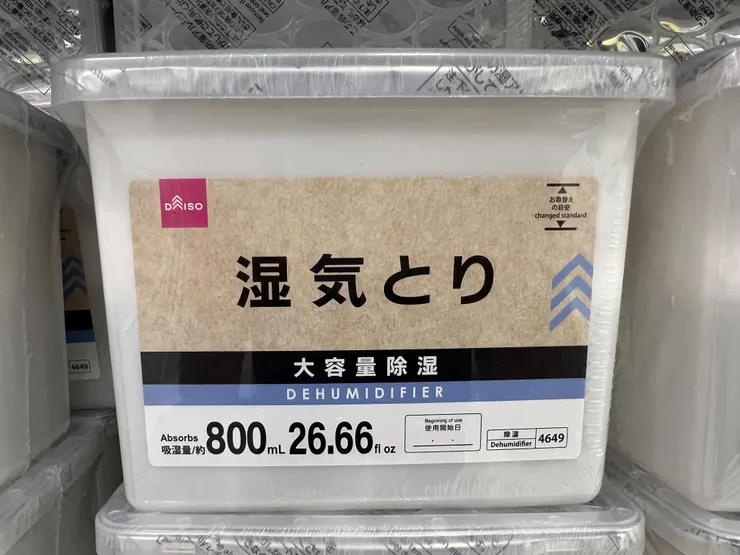 DAISO
お取替え
の目安
changed standard
湿気とり
大容量除湿
DEHUMIDIFIER
Absorbs
吸湿量/約 800mL 26.66fl oz
Beginning of use
使用開始日
. .
除湿
Dehumidifier
4649
4649